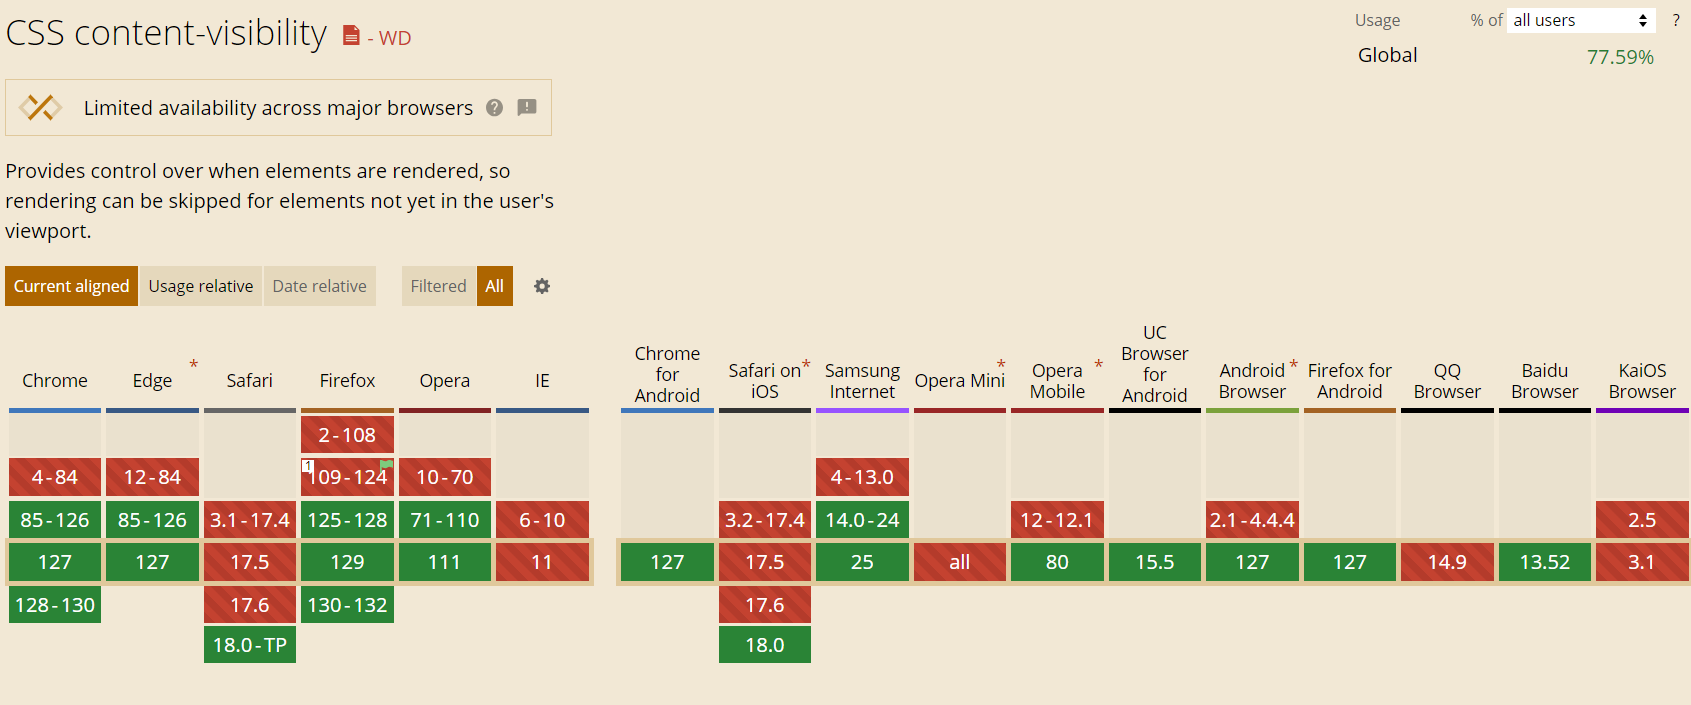 CSS content-visibility - WD
Usage % of all users ?
Global 77.59%
Limited availability across major browsers ?
Provides control over when elements are rendered, so
rendering can be skipped for elements not yet in the user's
viewport.
Current aligned Usage relative Date relative Filtered All
Chrome
4-84
85-126
127
128-130
Edge *
12-84
85-126
127
Safari
3.1-17.4
17.5
17.6
18.0-TP
Firefox
2-108
1 109-124
125-128
129
130-132
Opera
10-70
71-110
111
IE
6-10
11
Chrome
for
Android
127
Safari on *
iOS
3.2-17.4
17.5
17.6
18.0
Samsung
Internet
4-13.0
14.0-24
25
Opera Mini *
all
Opera *
Mobile
12-12.1
80
UC
Browser
for
Android
15.5
Android *
Browser
2.1-4.4.4
127
Firefox for
Android
127
QQ
Browser
14.9
Baidu
Browser
13.52
KaiOS
Browser
2.5
3.1